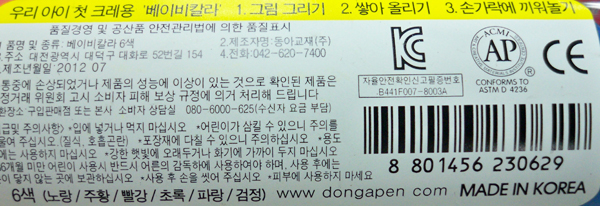 우리 아이 첫 크레용 '베이비칼라' 1. 그림 그리기 2. 쌓아 올리기 3. 손가락에 끼워놀기
품질경영 및 공산품 안전관리법에 의한 품질표시
품명 및 종류: 베이비칼라 6색 2.제조자명:동아교재(주)
주소 대전광역시 대덕구 대화로 52번길 154 4.전화:042-620-7400
제조년월일 2012 07
통중에 손상되었거나 제품의 성능에 이상이 있는 것으로 확인된 제품은
정거래 위원회 고시 소비자 피해 보상 규정에 의거 처리해 드립니다
환장소 구입판매점 또는 본사 소비자 상담실 080-6000-625(수신자 요금 부담)
급및 주의사항> *입에 넣거나 먹지 마십시오 *어린이가 삼킬 수 있으니 주의를
여 주십시오 (질식, 호흡곤란) *포장재에 다칠 수 있으니 주의하십시오 *용도
에는 사용하지 마십시오 *강한 햇빛에 오래두거나 화기에 가까이 두지 마십시오
36개월 미만 어린이 사용시 반드시 어른의 감독하에 사용하여야 하며, 사용 후에는
이 닿지 않는 곳에 보관하십시오 *사용 후 손을 씻어 주십시오 *피부에 사용하지 마
6색 (노랑/주황/빨강/초록/파랑/검정) www.dongapen.com MADE IN KOREA
자율안전확인신고필증번호
B441F007-8003A
ACMI
AP
CE
CONFORMS TO
ASTM D 4236
8 801456 230629